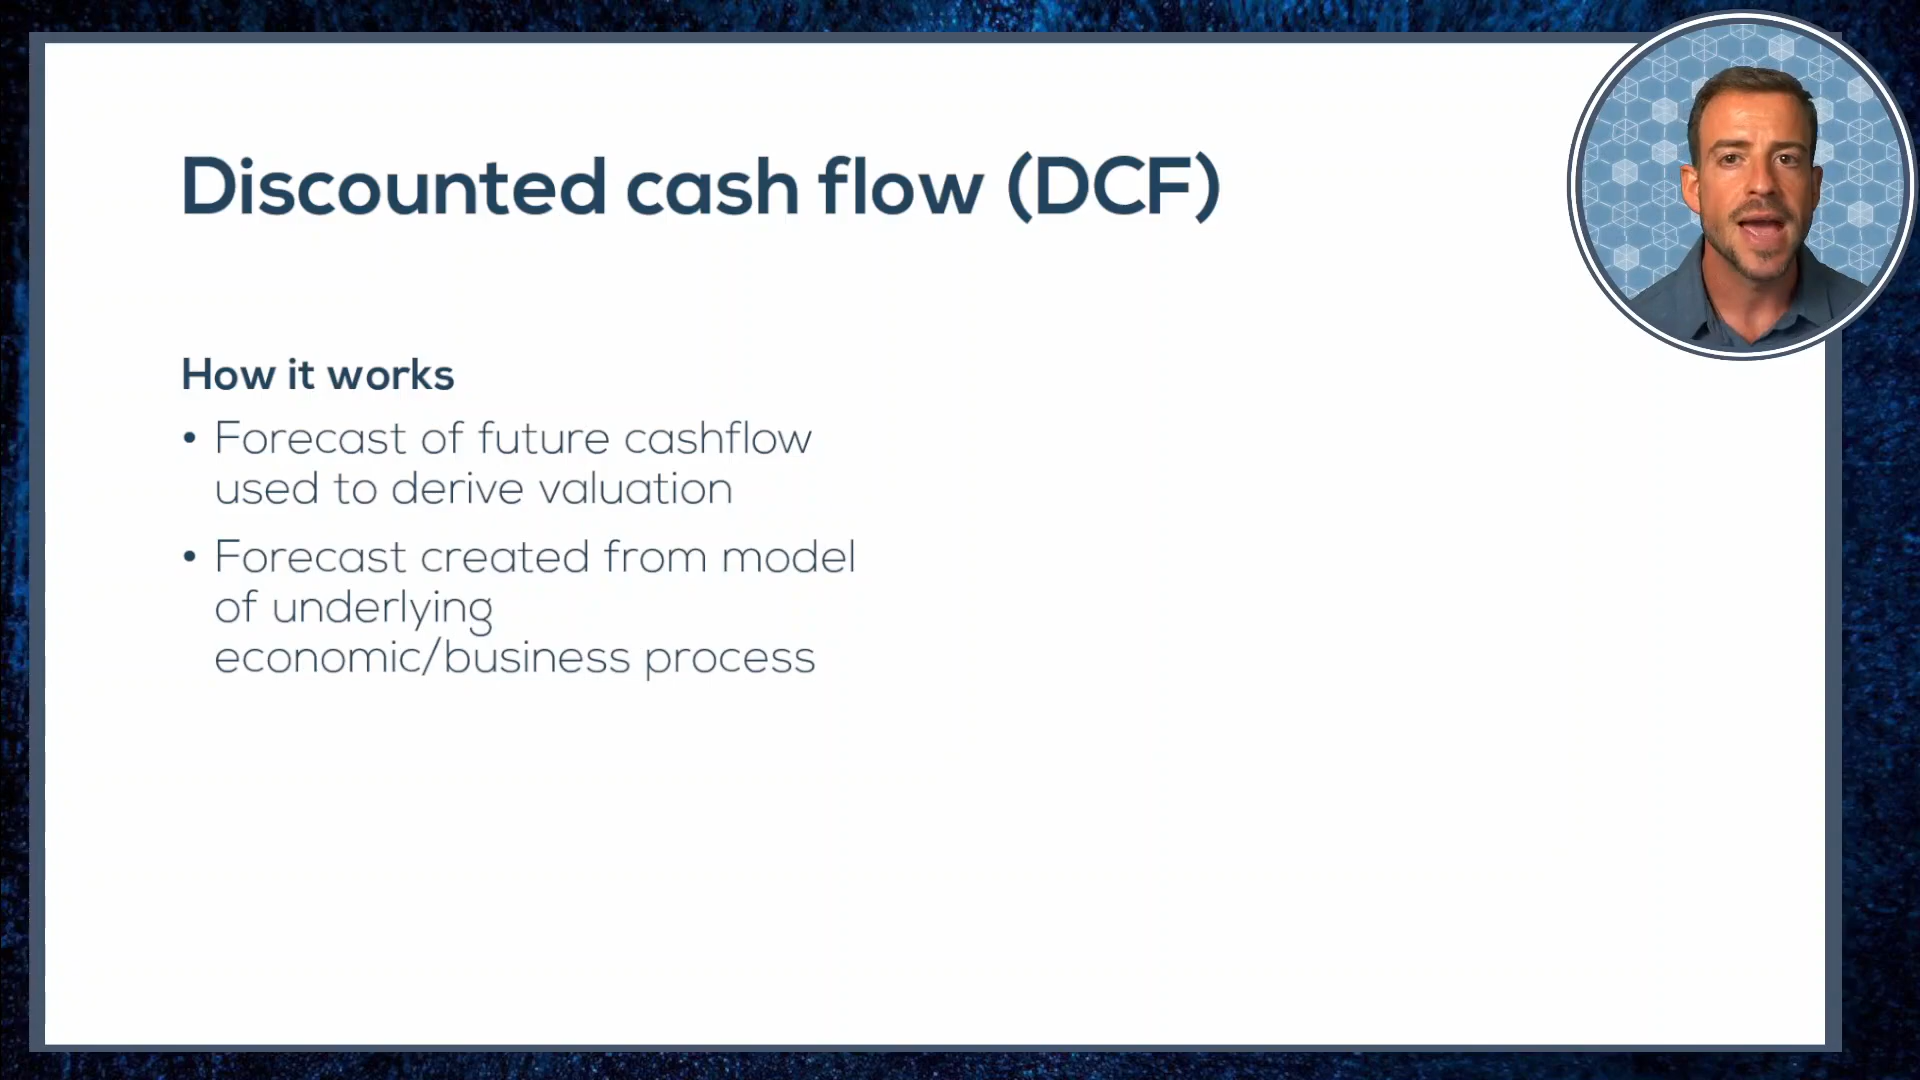 Discounted cash flow (DCF)
How it works
• Forecast of future cashflow
used to derive valuation
• Forecast created from model
of underlying
economic/business process